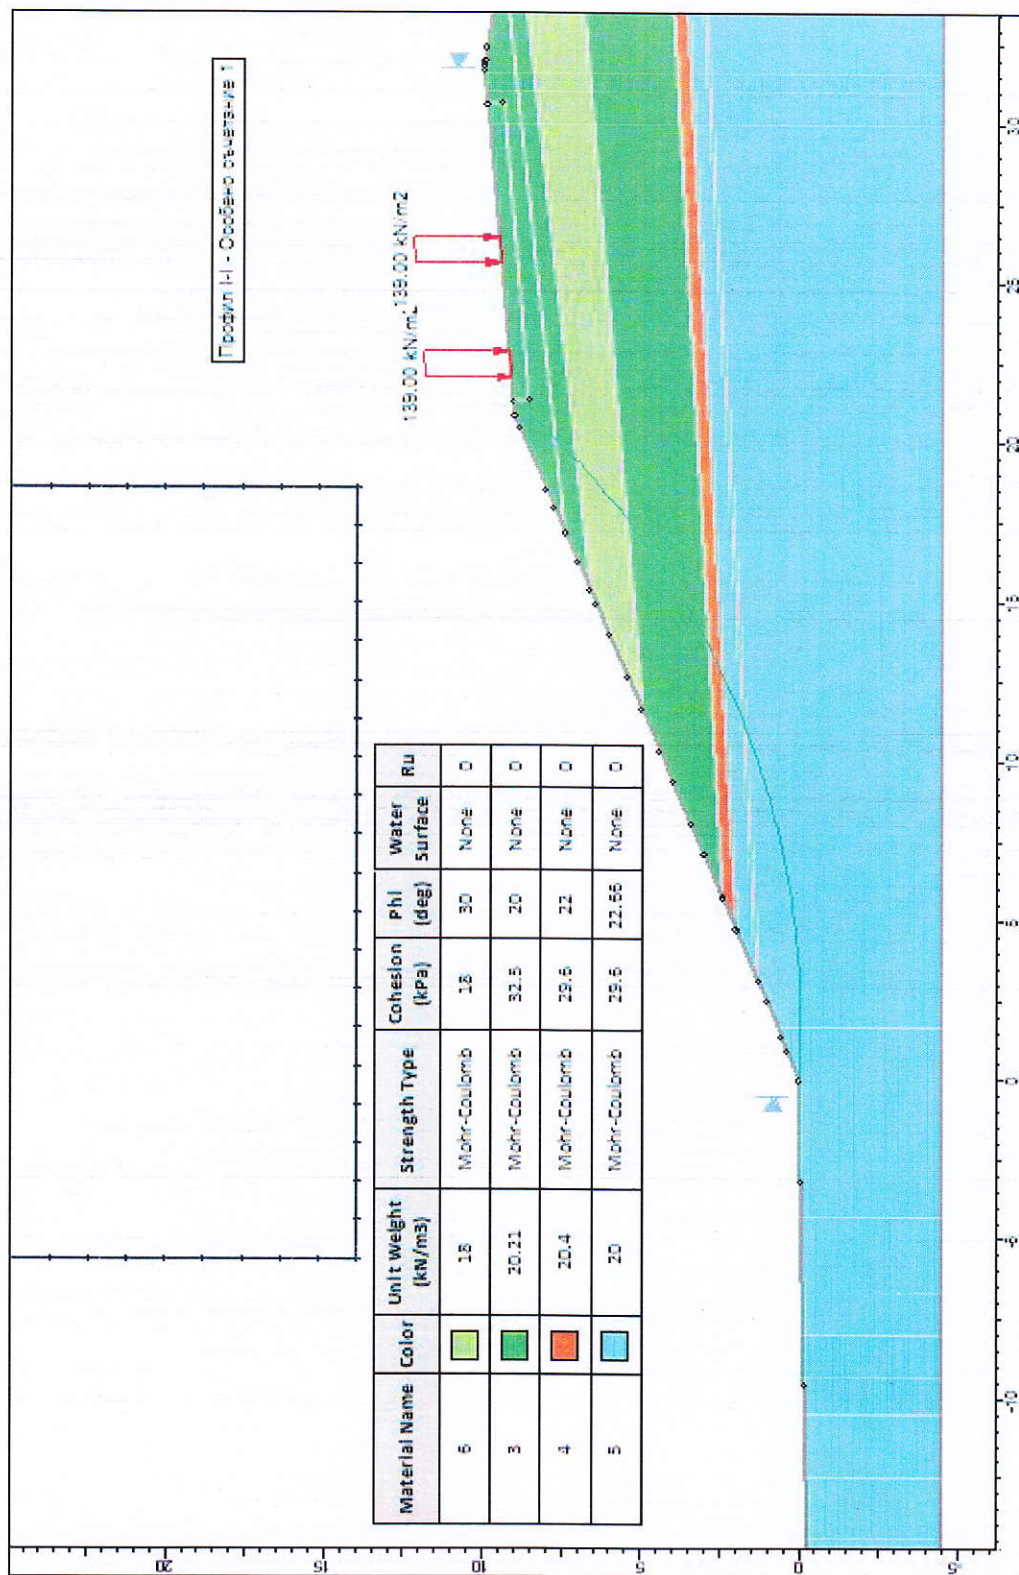 Профил I-I - Особено съчетание 1
139.00 kN/m2
139.00 kN/m2
Material Name Color Unit Weight (kN/m3) Strength Type Cohesion (kPa) Phi (deg) Water Surface Ru
6 18 Mohr-Coulomb 18 30 None 0
3 20.21 Mohr-Coulomb 32.5 20 None 0
4 20.4 Mohr-Coulomb 29.6 22 None 0
5 20 Mohr-Coulomb 29.6 22.66 None 0
20
15
10
5
0
-5
-10 -5 0 5 10 15 20 25 30